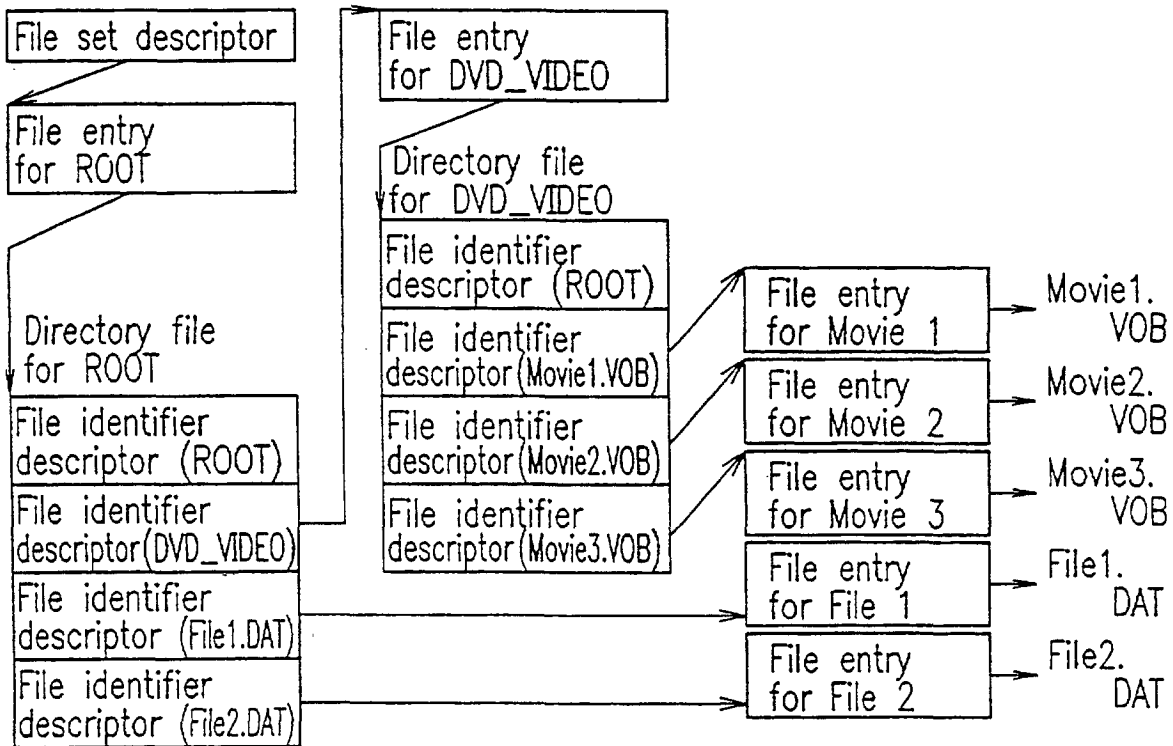 File set descriptor
File entry
for ROOT
Directory file
for ROOT
File identifier
descriptor (ROOT)
File identifier
descriptor(DVD_VIDEO)
File identifier
descriptor (File1.DAT)
File identifier
descriptor (File2.DAT)
File entry
for DVD_VIDEO
Directory file
for DVD_VIDEO
File identifier
descriptor (ROOT)
File identifier
descriptor(Movie1.VOB)
File identifier
descriptor(Movie2.VOB)
File identifier
descriptor(Movie3.VOB)
File entry
for Movie 1
Movie1.
VOB
File entry
for Movie 2
Movie2.
VOB
File entry
for Movie 3
Movie3.
VOB
File entry
for File 1
File1.
DAT
File entry
for File 2
File2.
DAT